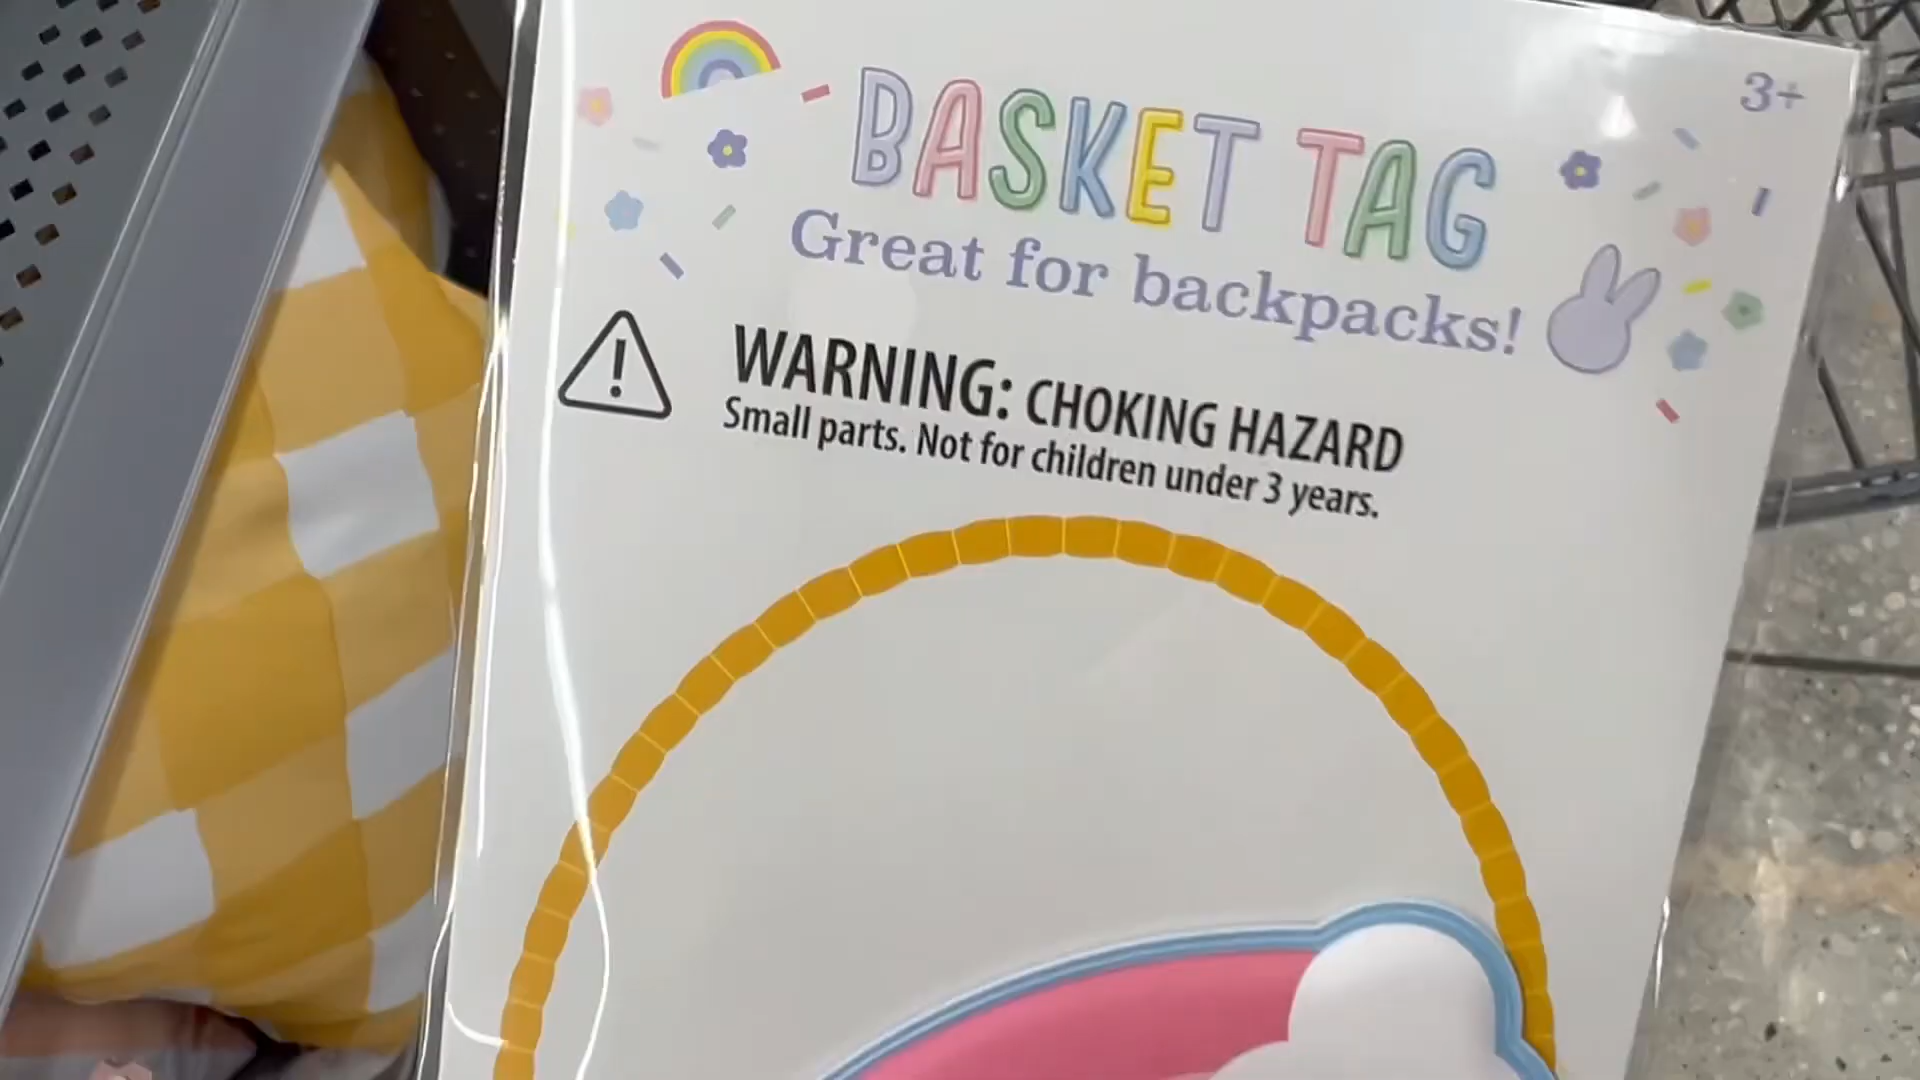 3+
BASKET TAG
Great for backpacks!
WARNING: CHOKING HAZARD
Small parts. Not for children under 3 years.